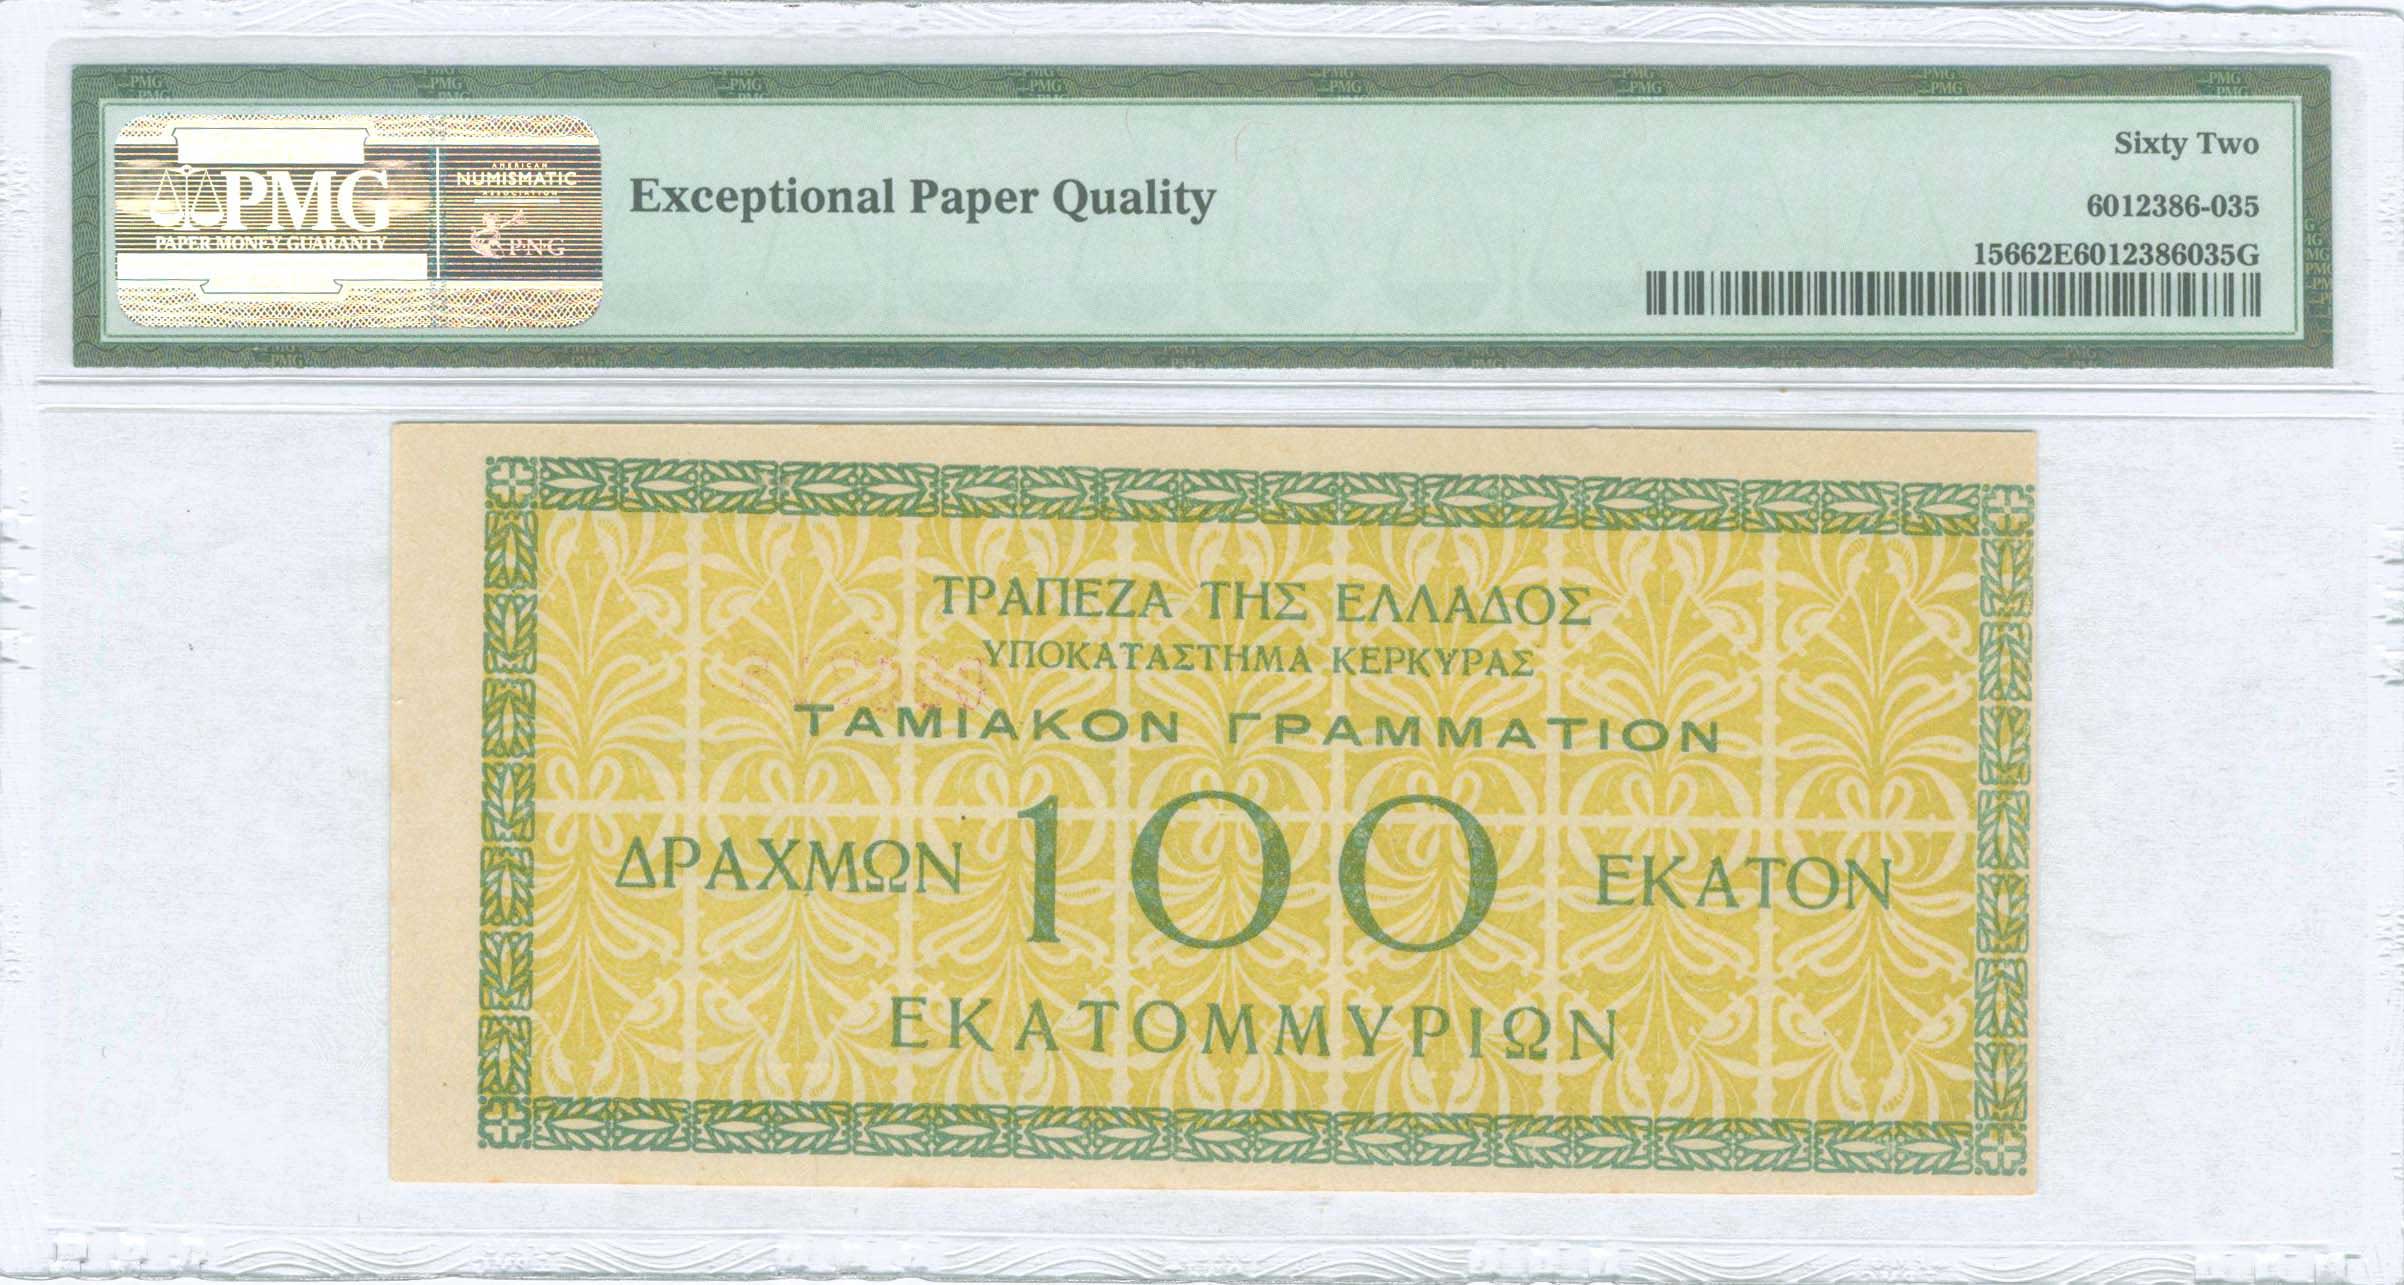 PMG
PAPER MONEY GUARANTY
AMERICAN
NUMISMATIC
ASSOCIATION
P·N·G
Exceptional Paper Quality
Sixty Two
6012386-035
15662E6012386035G
ΤΡΑΠΕΖΑ ΤΗΣ ΕΛΛΑΔΟΣ
ΥΠΟΚΑΤΑΣΤΗΜΑ ΚΕΡΚΥΡΑΣ
ΤΑΜΙΑΚΟΝ ΓΡΑΜΜΑΤΙΟΝ
ΔΡΑΧΜΩΝ 100 ΕΚΑΤΟΝ
ΕΚΑΤΟΜΜΥΡΙΩΝ